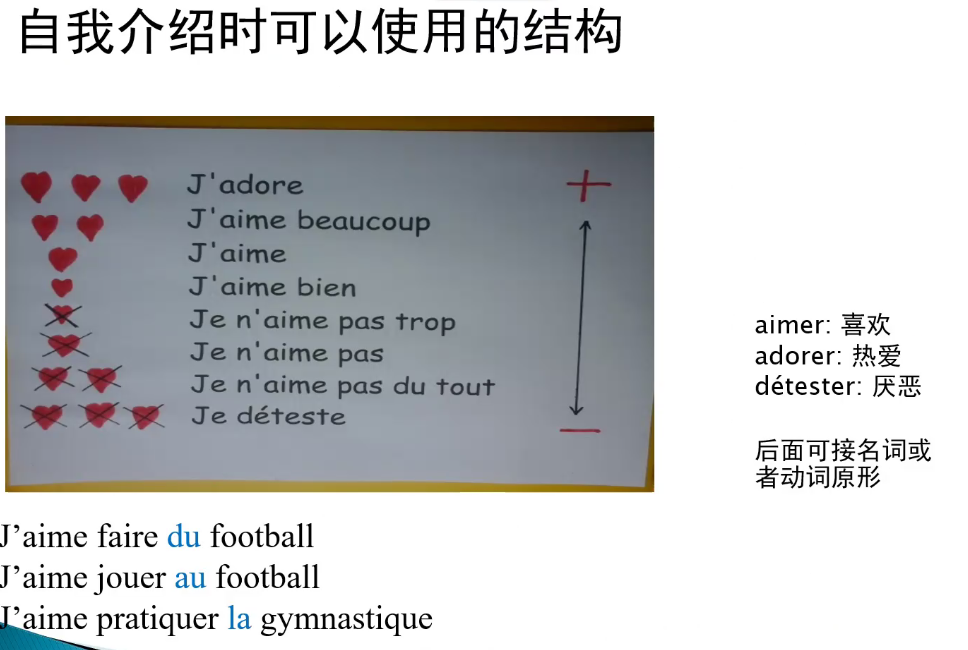 自我介绍时可以使用的结构
J'adore
J'aime beaucoup
J'aime
J'aime bien
Je n'aime pas trop
Je n'aime pas
Je n'aime pas du tout
Je déteste
aimer: 喜欢
adorer: 热爱
détester: 厌恶
后面可接名词或
者动词原形
J’aime faire du football
J’aime jouer au football
J’aime pratiquer la gymnastique